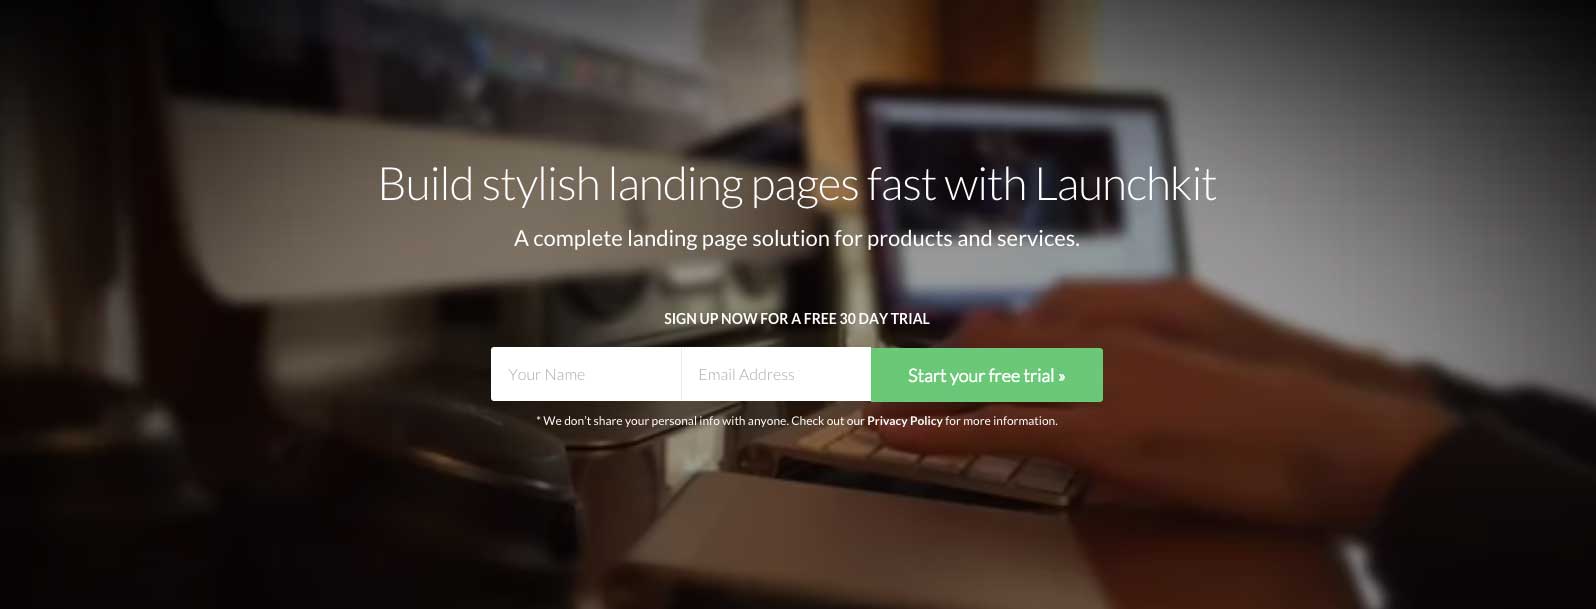 Build stylish landing pages fast with Launchkit
A complete landing page solution for products and services.
SIGN UP NOW FOR A FREE 30 DAY TRIAL
Your Name
Email Address
Start your free trial »
* We don't share your personal info with anyone. Check out our Privacy Policy for more information.